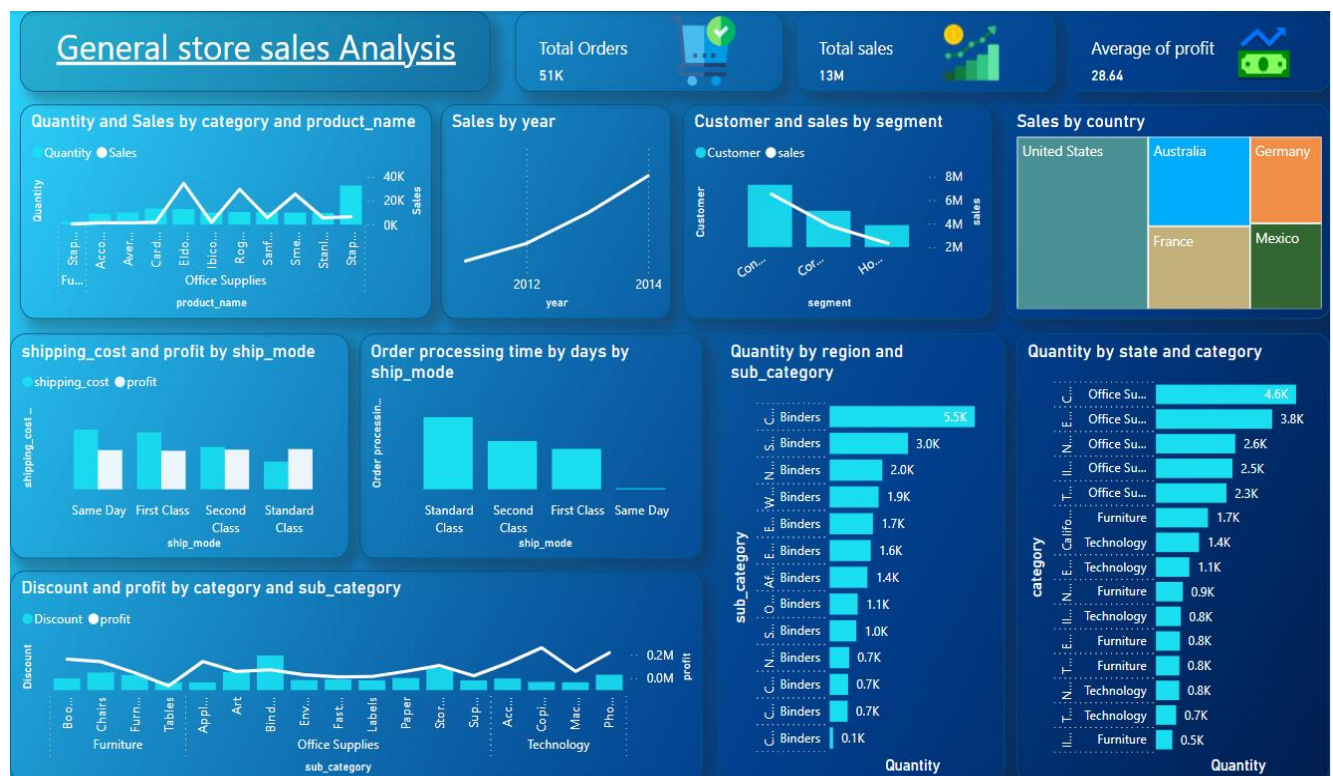 General store sales Analysis
Total Orders
51K
Total sales
13M
Average of profit
28.64
Quantity and Sales by category and product_name
Quantity Sales
Quantity
40K
20K
0K
Sales
Stap...
Acco...
Aver...
Card...
Eldo...
Ibico...
Rog...
Sanf...
Sme...
Stanl...
Stap...
Fu...
Office Supplies
product_name
Sales by year
2012
2014
year
Customer and sales by segment
Customer sales
Customer
8M
6M
4M
2M
sales
Con...
Cor...
Ho...
segment
Sales by country
United States
Australia
Germany
France
Mexico
shipping_cost and profit by ship_mode
shipping_cost profit
shipping_cost ...
Same Day
First Class
Second
Class
Standard
Class
ship_mode
Order processing time by days by
ship_mode
Order processin...
Standard
Class
Second
Class
First Class
Same Day
ship_mode
Discount and profit by category and sub_category
Discount profit
Discount
0.2M
0.0M
profit
Boo...
Chairs
Furn...
Tables
Appl...
Art
Bind...
Env...
Fast...
Labels
Paper
Stor...
Sup...
Acc...
Copi...
Mac...
Pho...
Furniture
Office Supplies
Technology
sub_category
Quantity by region and
sub_category
sub_category
C... Binders 5.5K
S... Binders 3.0K
N... Binders 2.0K
W... Binders 1.9K
E... Binders 1.7K
E... Binders 1.6K
Af... Binders 1.4K
O... Binders 1.1K
S... Binders 1.0K
N... Binders 0.7K
C... Binders 0.7K
C... Binders 0.7K
C... Binders 0.1K
Quantity
Quantity by state and category
category
C... Office Su... 4.6K
E... Office Su... 3.8K
N... Office Su... 2.6K
Il... Office Su... 2.5K
T... Office Su... 2.3K
Califo...
Furniture 1.7K
Technology 1.4K
E... Technology 1.1K
N... Furniture 0.9K
Il... Technology 0.8K
E... Furniture 0.8K
T... Furniture 0.8K
N... Technology 0.8K
T... Technology 0.7K
Il... Furniture 0.5K
Quantity